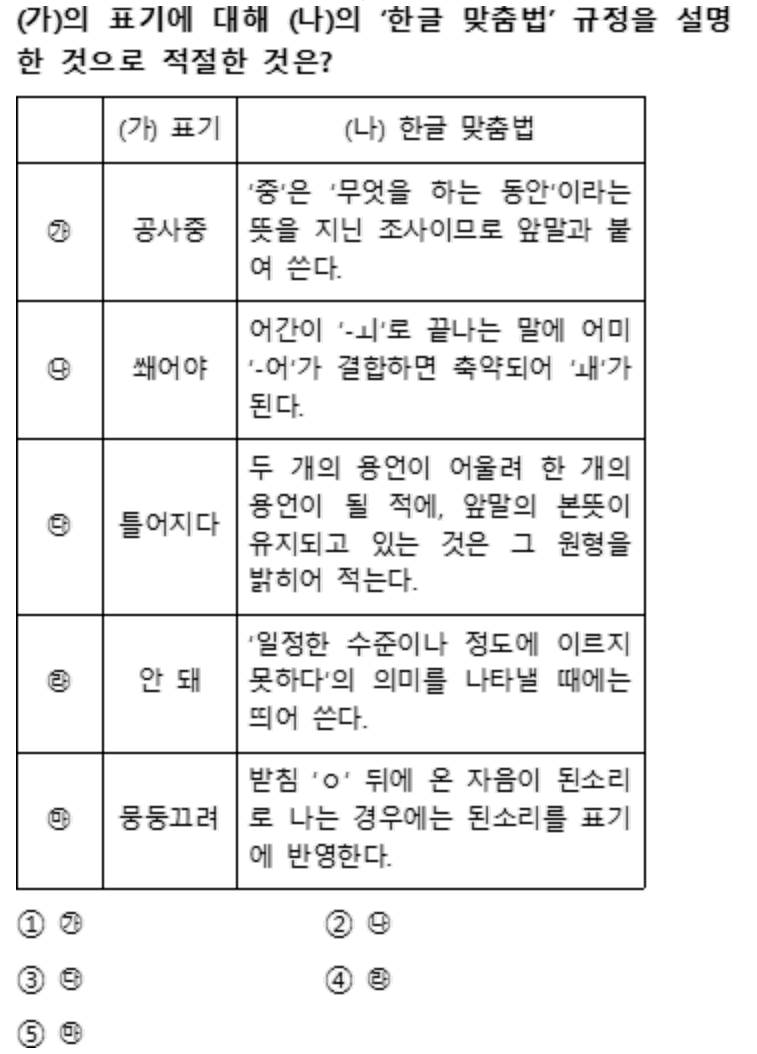 (가)의 표기에 대해 (나)의 ‘한글 맞춤법’ 규정을 설명
한 것으로 적절한 것은?
(가) 표기
(나) 한글 맞춤법
㉮
공사중
'중'은 '무엇을 하는 동안'이라는
뜻을 지닌 조사이므로 앞말과 붙
여 쓴다.
㉯
쐐어야
어간이 '-ㅚ'로 끝나는 말에 어미
'-어'가 결합하면 축약되어 'ㅙ'가
된다.
㉰
틀어지다
두 개의 용언이 어울려 한 개의
용언이 될 적에, 앞말의 본뜻이
유지되고 있는 것은 그 원형을
밝히어 적는다.
㉱
안 돼
'일정한 수준이나 정도에 이르지
못하다'의 의미를 나타낼 때에는
띄어 쓴다.
㉲
뭉둥끄려
받침 'ㅇ' 뒤에 온 자음이 된소리
로 나는 경우에는 된소리를 표기
에 반영한다.
① ㉮
② ㉯
③ ㉰
④ ㉱
⑤ ㉲